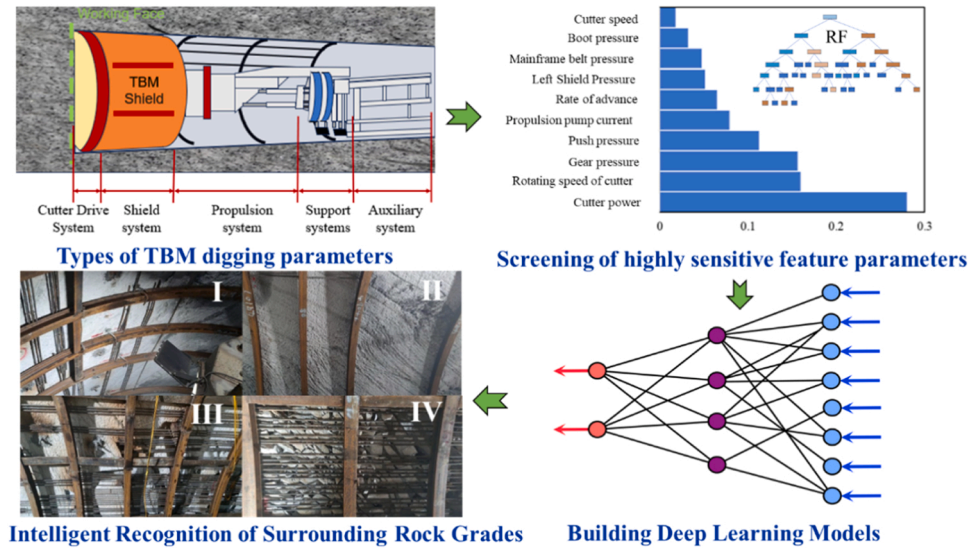 Working Face
TBM
Shield
Cutter Drive
System
Shield
system
Propulsion
system
Support
systems
Auxiliary
system
Types of TBM digging parameters
Cutter speed
Boot pressure
Mainframe belt pressure
Left Shield Pressure
Rate of advance
Propulsion pump current
Push pressure
Gear pressure
Rotating speed of cutter
Cutter power
RF
0
0.1
0.2
0.3
Screening of highly sensitive feature parameters
I
II
III
IV
Intelligent Recognition of Surrounding Rock Grades
Building Deep Learning Models